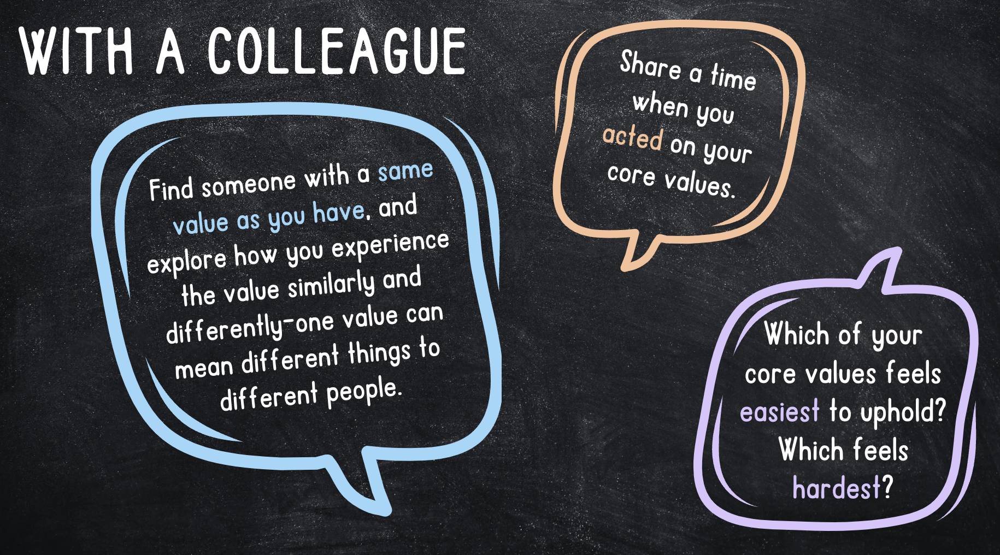 WITH A COLLEAGUE
Find someone with a same
value as you have, and
explore how you experience
the value similarly and
differently-one value can
mean different things to
different people.
Share a time
when you
acted on your
core values.
Which of your
core values feels
easiest to uphold?
Which feels
hardest?